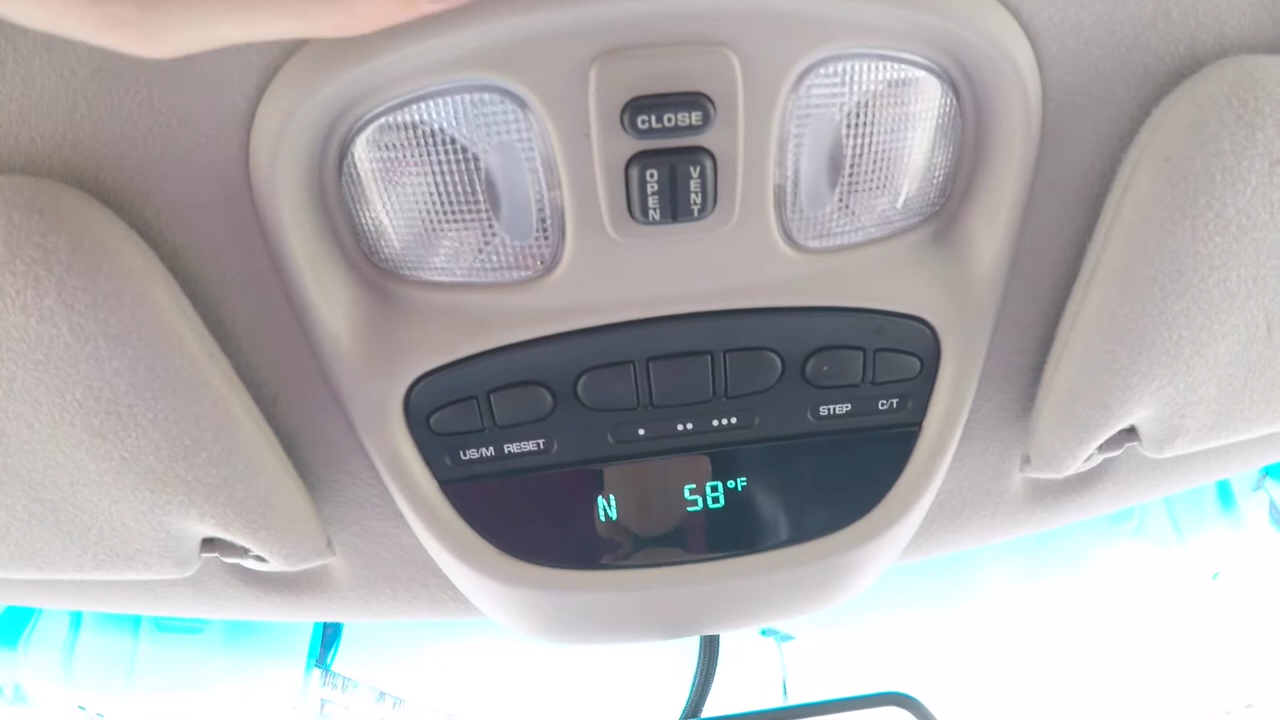 CLOSE
OPEN VENT
US/M RESET • •• ••• STEP C/T
N 58°F